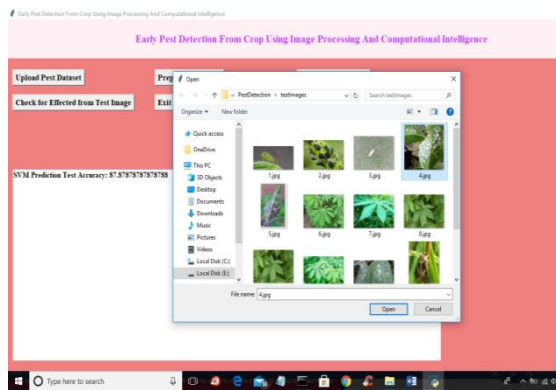 Early Pest Detection From Crop Using Image Processing And Computational Intelligence
Early Pest Detection From Crop Using Image Processing And Computational Intelligence
Upload Pest Dataset
Prep
Check for Effected from Test Image
Exit
SVM Prediction Test Accuracy: 87.8787878787878788
Open
« PestDetection › testImages
Search testImages
Organize
New folder
Quick access
OneDrive
This PC
3D Objects
Desktop
Documents
Downloads
Music
Pictures
Videos
Local Disk (C:)
Local Disk (E:)
1.jpg
2.jpg
3.jpg
4.jpg
5.jpg
6.jpg
7.jpg
8.jpg
File name: 4.jpg
Open
Cancel
Type here to search